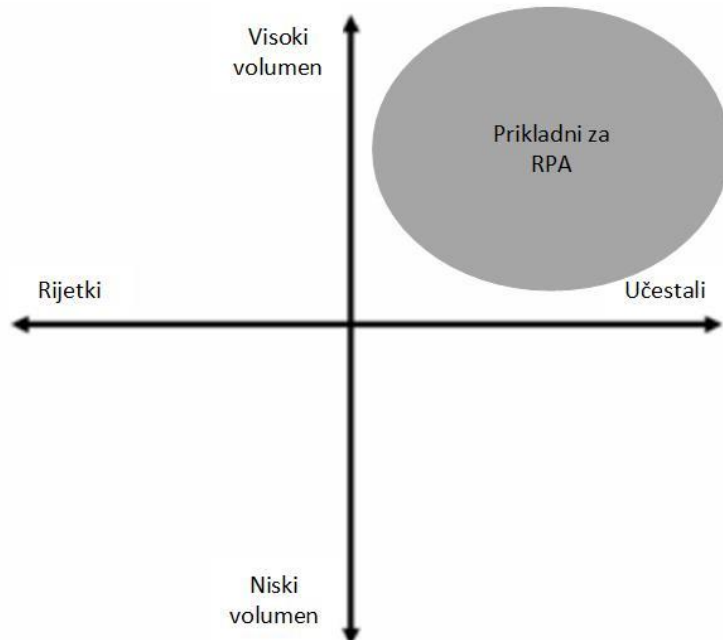 Visoki
volumen
Prikladni za
RPA
Rijetki
Učestali
Niski
volumen